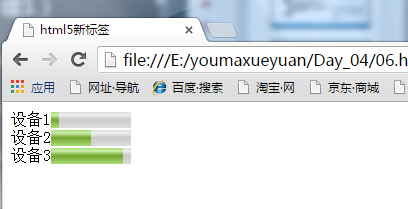 html5新标签
file:///E:/youmaxueyuan/Day_04/06.h
应用 网址·导航 百度·搜索 淘宝·网 京东·商城
设备1
设备2
设备3